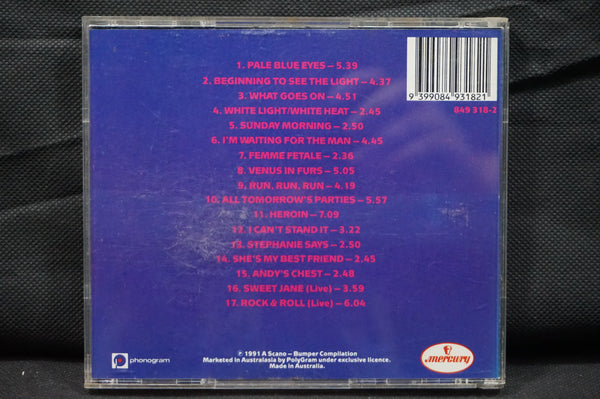 1. PALE BLUE EYES – 5.39
2. BEGINNING TO SEE THE LIGHT – 4.37
3. WHAT GOES ON – 4.51
4. WHITE LIGHT/WHITE HEAT – 2.45
5. SUNDAY MORNING – 2.50
6. I'M WAITING FOR THE MAN – 4.45
7. FEMME FETALE – 2.36
8. VENUS IN FURS – 5.05
9. RUN, RUN, RUN – 4.19
10. ALL TOMORROW'S PARTIES – 5.57
11. HEROIN – 7.09
12. I CAN'T STAND IT – 3.22
13. STEPHANIE SAYS – 2.50
14. SHE'S MY BEST FRIEND – 2.45
15. ANDY'S CHEST – 2.48
16. SWEET JANE (Live) – 3.59
17. ROCK & ROLL (Live) – 6.04
9 399084 931821
849 318-2
℗ 1991 A Scano – Bumper Compilation
Marketed in Australasia by PolyGram under exclusive licence.
Made in Australia.
phonogram
mercury